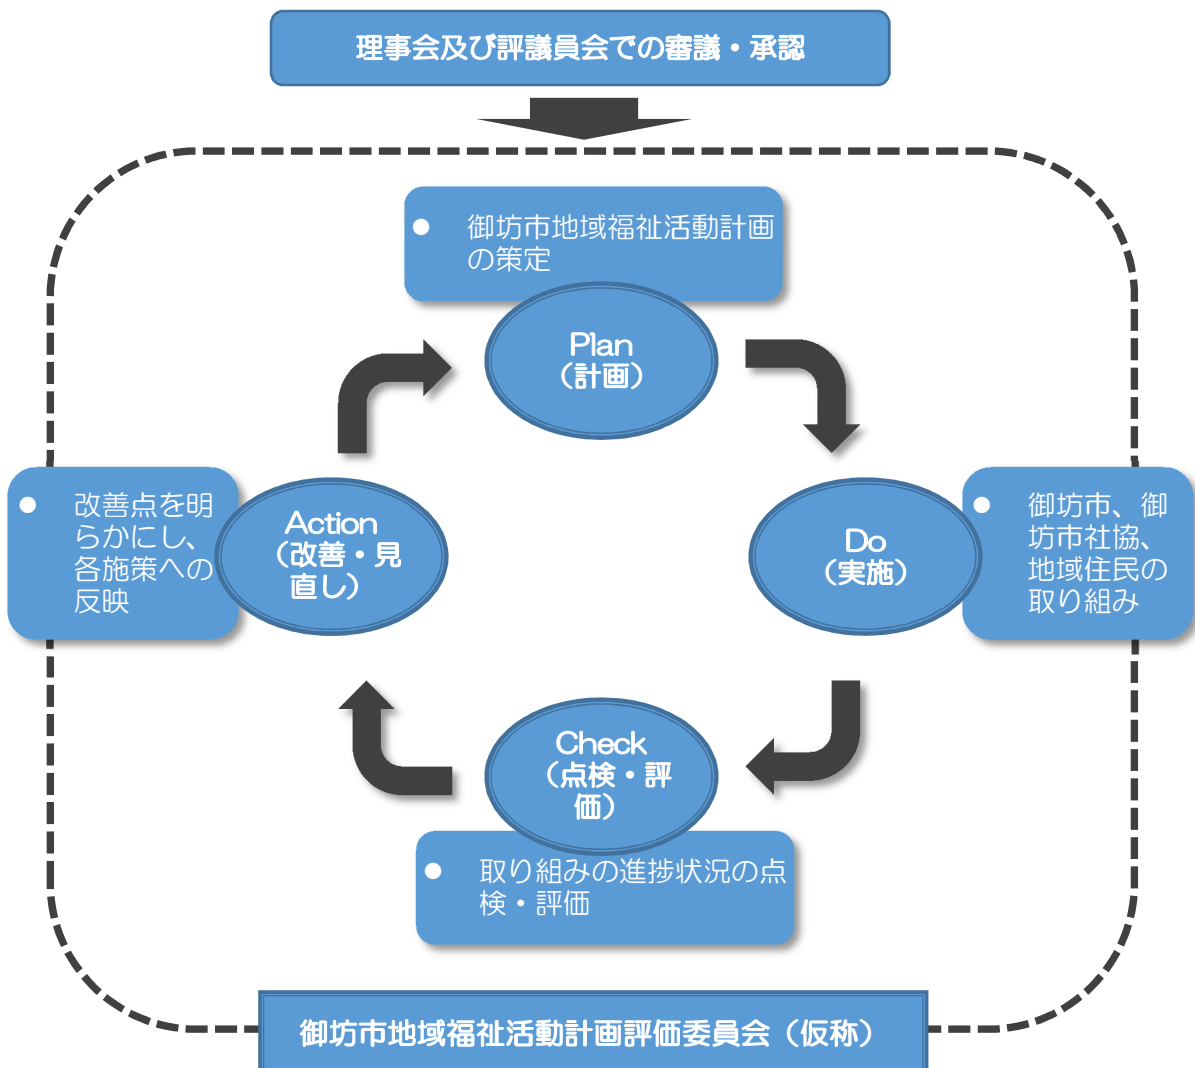 理事会及び評議員会での審議・承認
● 御坊市地域福祉活動計画
の策定
Plan
（計画）
● 改善点を明
らかにし、
各施策への
反映
Action
（改善・見
直し）
Do
（実施）
● 御坊市、御
坊市社協、
地域住民の
取り組み
Check
（点検・評
価）
● 取り組みの進捗状況の点
検・評価
御坊市地域福祉活動計画評価委員会（仮称）